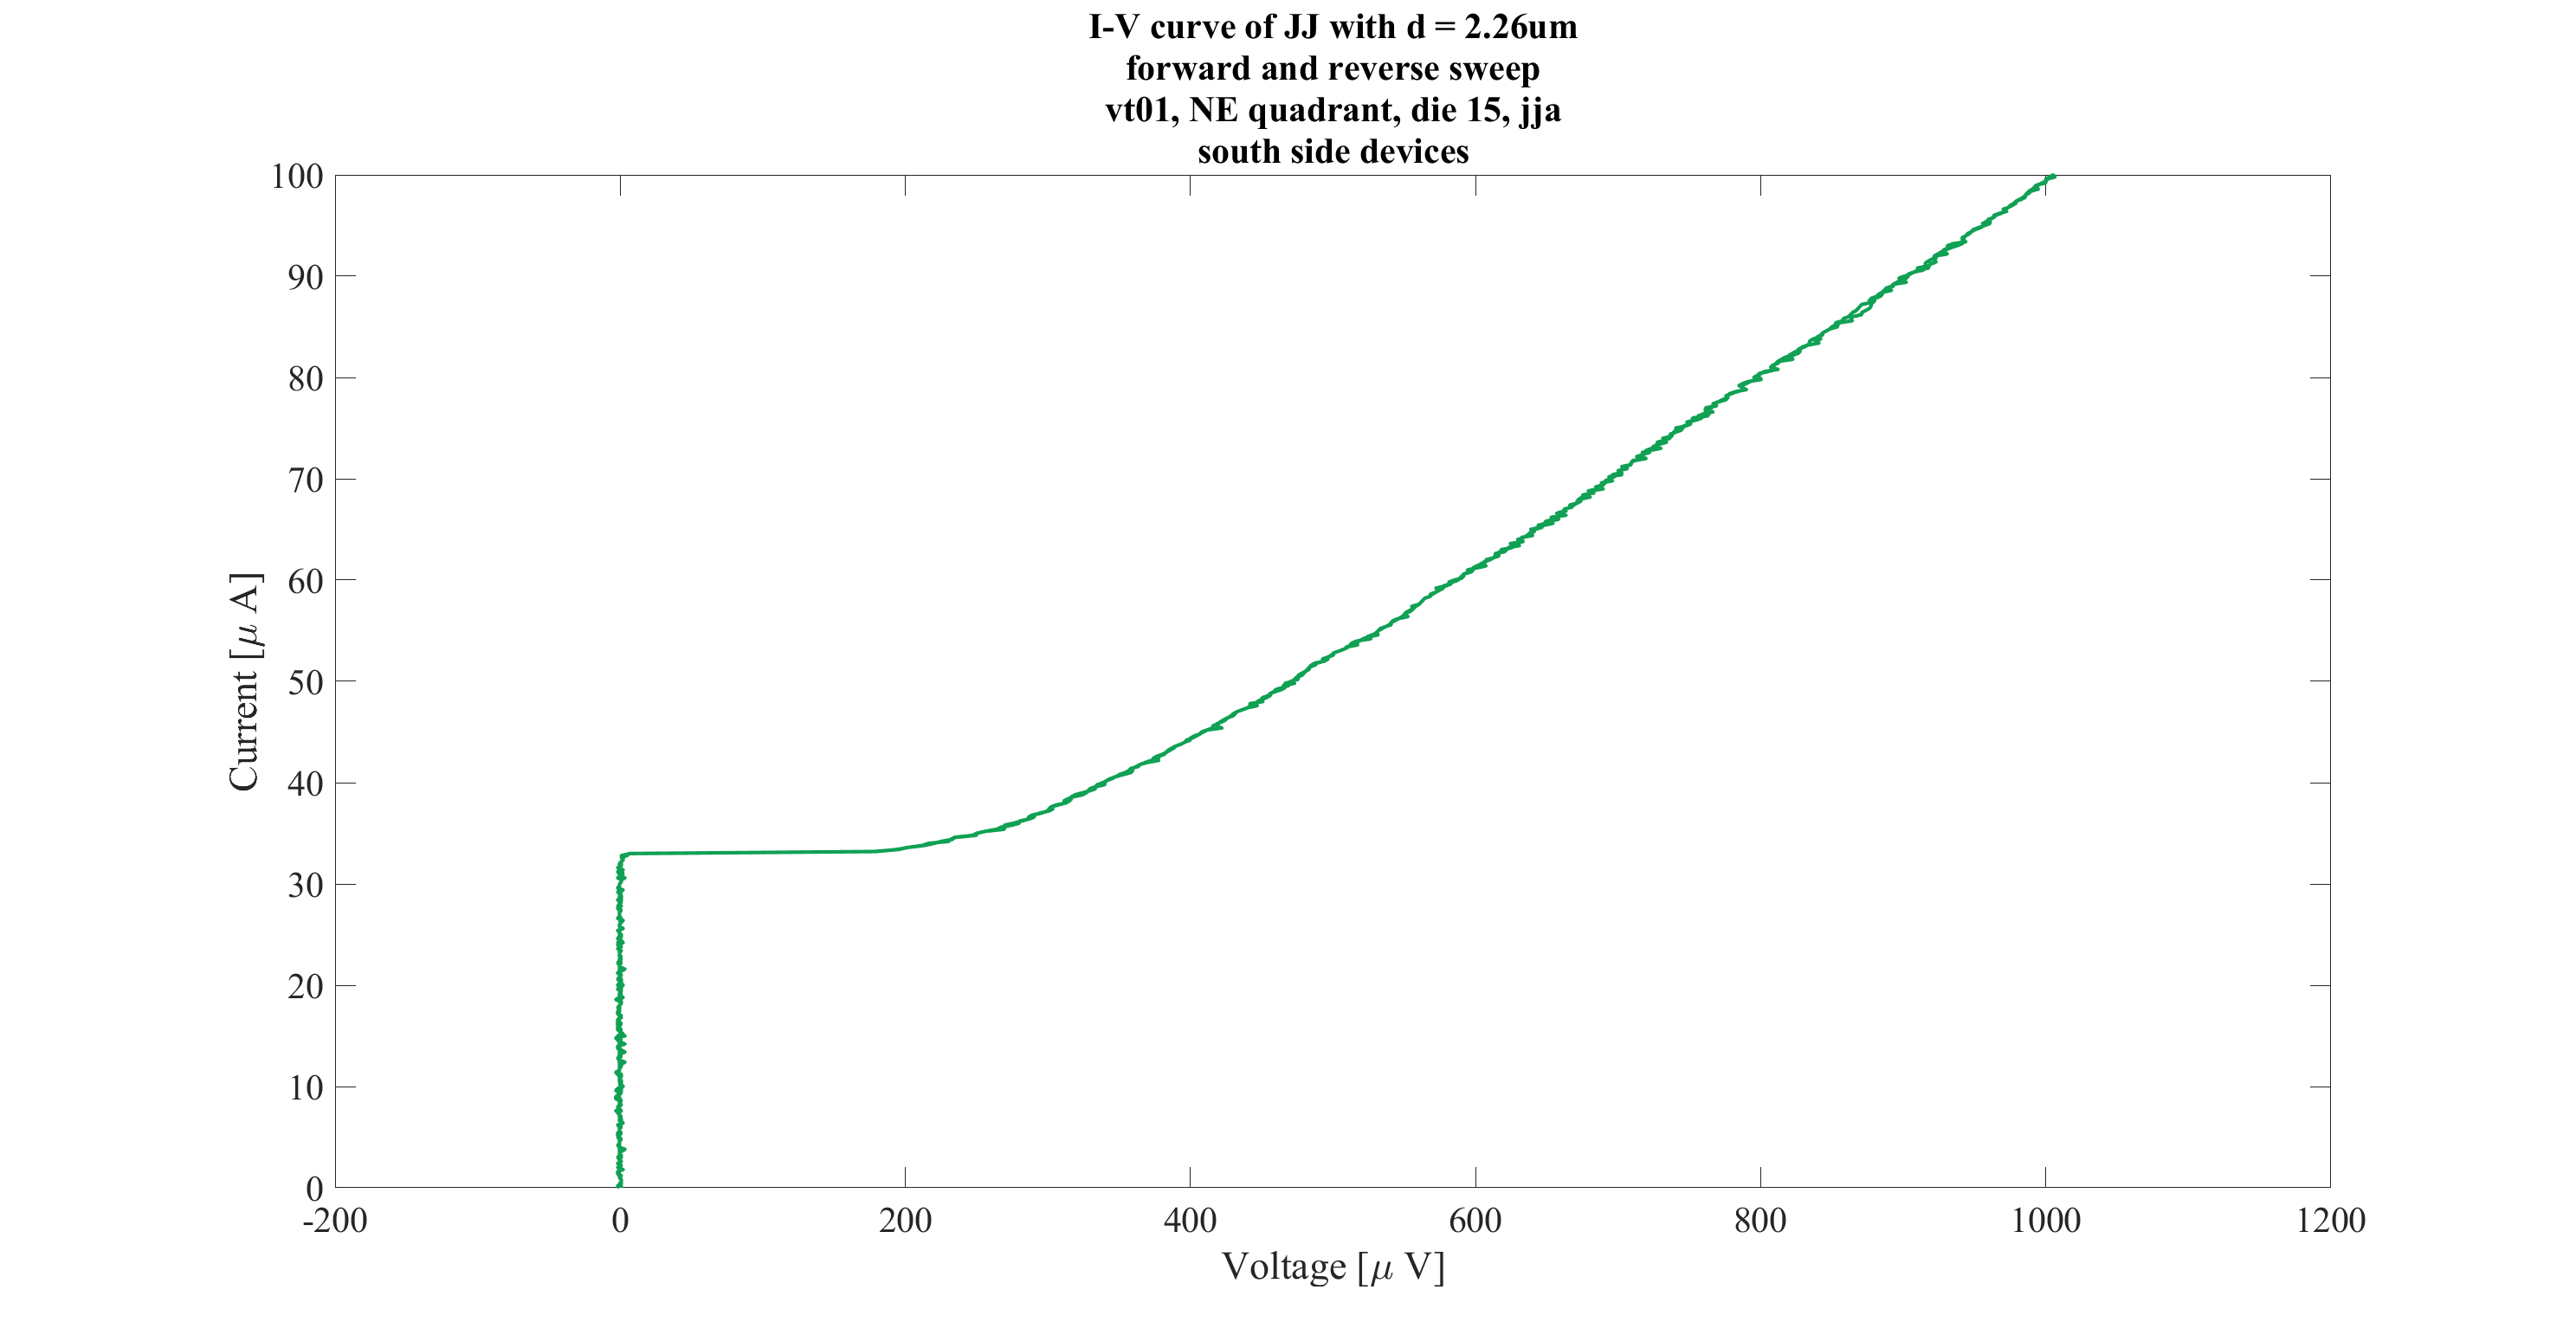 I-V curve of JJ with d = 2.26um
forward and reverse sweep
vt01, NE quadrant, die 15, jja
south side devices
100
90
80
70
60
50
40
30
20
10
0
Current [μ A]
-200 0 200 400 600 800 1000 1200
Voltage [μ V]